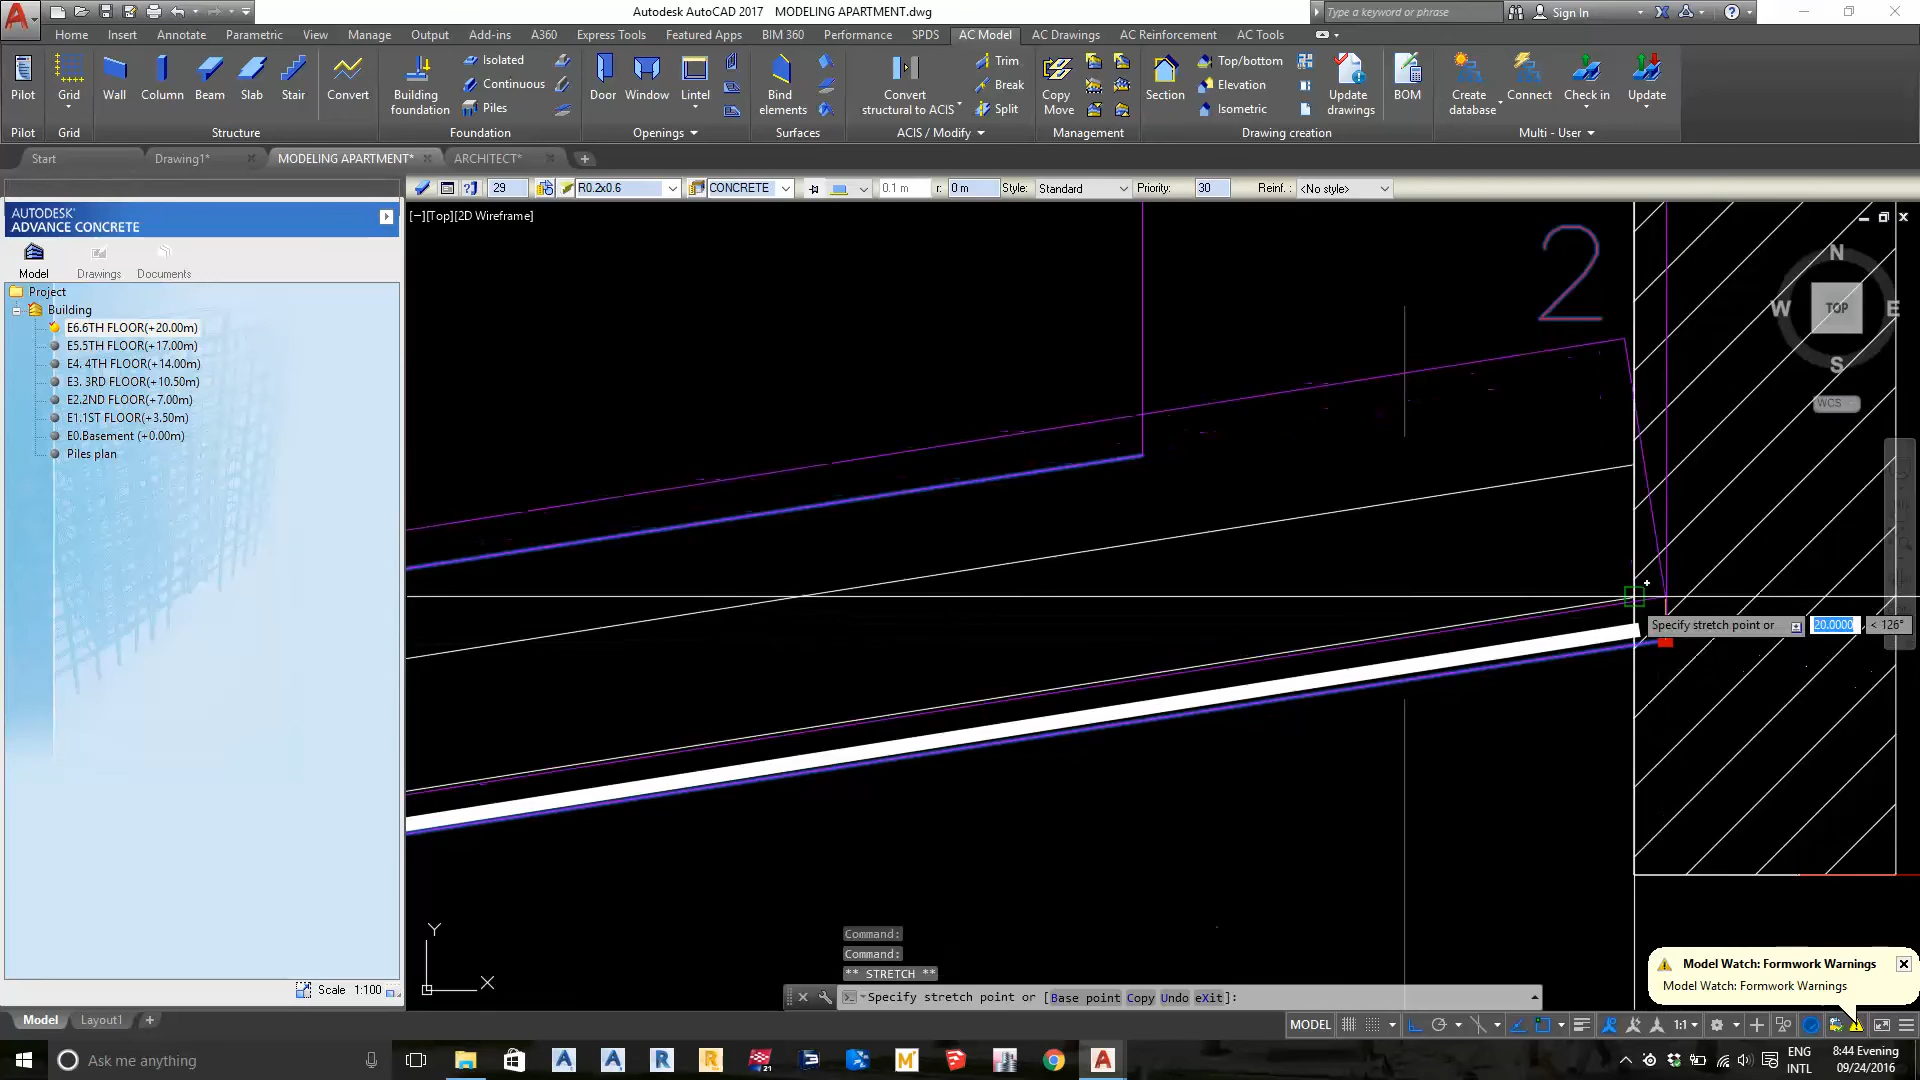 Autodesk AutoCAD 2017 MODELING APARTMENT.dwg
Type a keyword or phrase
Sign In
Home Insert Annotate Parametric View Manage Output Add-ins A360 Express Tools Featured Apps BIM 360 Performance SPDS AC Model AC Drawings AC Reinforcement AC Tools
Pilot
Grid
Wall Column Beam Slab Stair
Convert
Building foundation
Isolated
Continuous
Piles
Door Window Lintel
Bind elements
Convert structural to ACIS
Trim
Break
Split
Copy Move
Section
Top/bottom
Elevation
Isometric
Update drawings
BOM
Create database
Connect
Check in
Update
Pilot Grid Structure Foundation Openings Surfaces ACIS / Modify Management Drawing creation Multi - User
Start Drawing1* MODELING APARTMENT* ARCHITECT*
29 R0.2x0.6 CONCRETE 0.1 m r: 0 m Style: Standard Priority: 30 Reinf.: <No style>
AUTODESK®
ADVANCE CONCRETE
Model Drawings Documents
Project
Building
E6.6TH FLOOR(+20.00m)
E5.5TH FLOOR(+17.00m)
E4. 4TH FLOOR(+14.00m)
E3. 3RD FLOOR(+10.50m)
E2.2ND FLOOR(+7.00m)
E1.1ST FLOOR(+3.50m)
E0.Basement (+0.00m)
Piles plan
Scale 1:100
[−][Top][2D Wireframe]
2
N
W TOP E
S
WCS
Specify stretch point or 20.0000 < 126°
Y
X
Command:
Command:
** STRETCH **
Specify stretch point or [Base point Copy Undo eXit]:
Model Watch: Formwork Warnings
Model Watch: Formwork Warnings
Model Layout1
MODEL 1:1
Ask me anything
21
ENG
INTL
8:44 Evening
09/24/2016